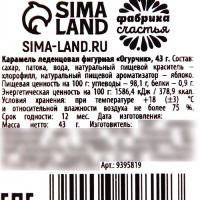 SIMA
LAND
фабрика
счастья
SIMA-LAND.RU
Карамель леденцовая фигурная «Огурчик», 43 г. Состав:
сахар, патока, вода, натуральный пищевой краситель –
хлорофилл, натуральный пищевой ароматизатор – яблоко.
Пищевая ценность на 100 г: углеводы – 98,1 г, белки – 0,9 г.
Энергетическая ценность на 100 г: 1586,4 кДж / 378,9 ккал.
Условия хранения: при температуре +18 (±3) °С
и относительной влажности воздуха не более 75 %.
Срок годности: 12 мес. Дата изготовления
Масса: 43 г.
Арт.: 9395819